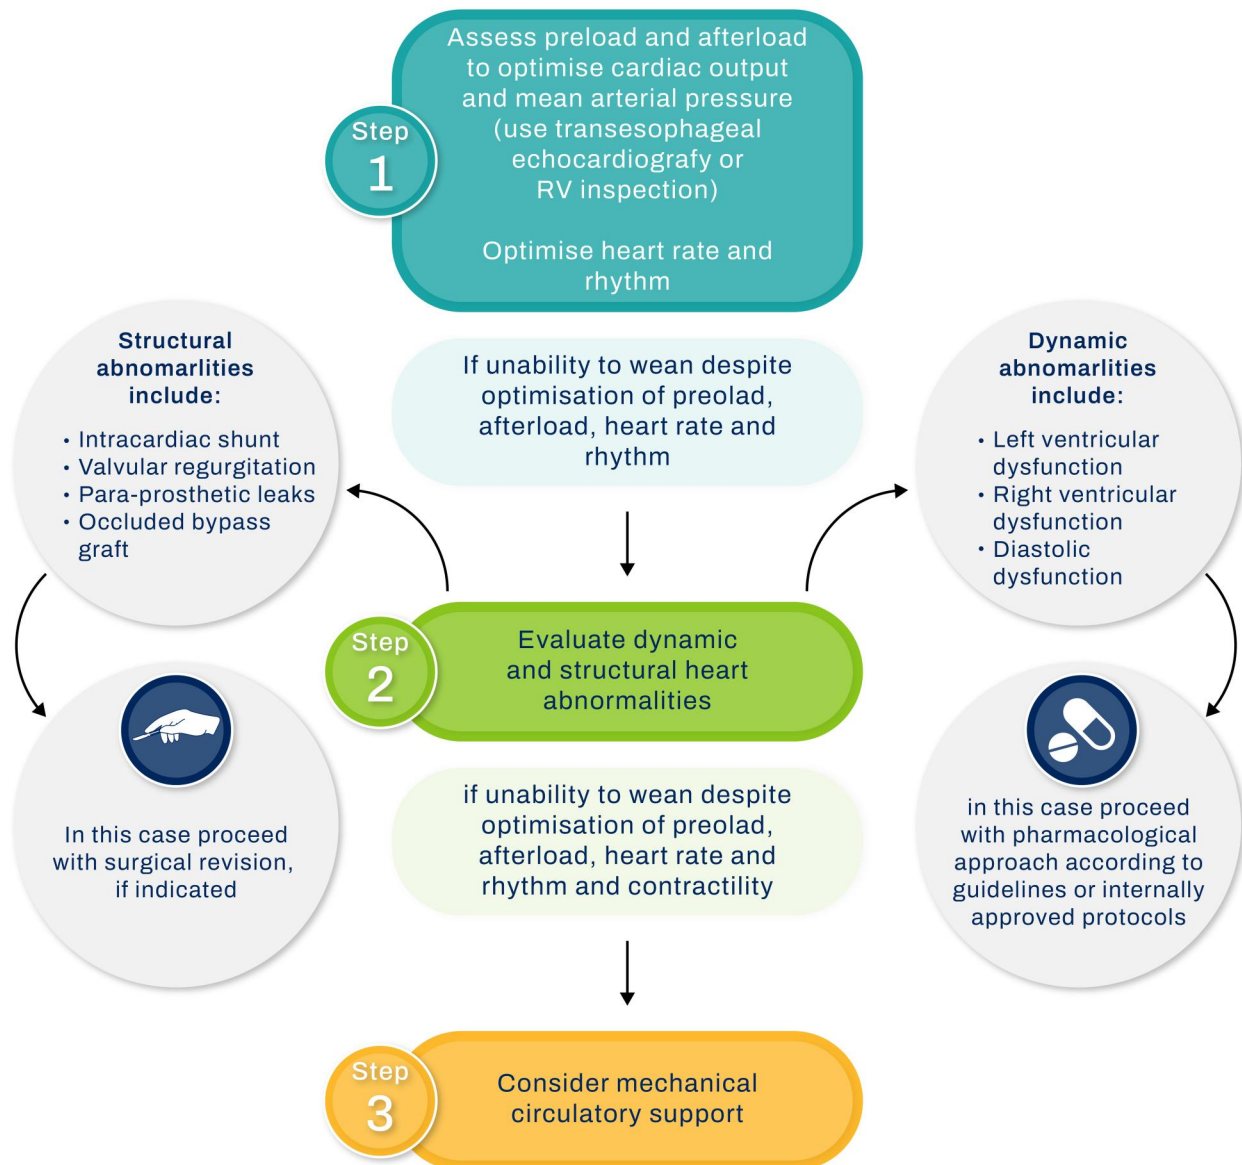 Assess preload and afterload
to optimise cardiac output
and mean arterial pressure
(use transesophageal
echocardiografy or
RV inspection)
Optimise heart rate and
rhythm
Step
1
If unability to wean despite
optimisation of preolad,
afterload, heart rate and
rhythm
Structural
abnomarlities
include:
• Intracardiac shunt
• Valvular regurgitation
• Para-prosthetic leaks
• Occluded bypass
graft
Dynamic
abnomarlities
include:
• Left ventricular
dysfunction
• Right ventricular
dysfunction
• Diastolic
dysfunction
Step
2
Evaluate dynamic
and structural heart
abnormalities
In this case proceed
with surgical revision,
if indicated
if unability to wean despite
optimisation of preolad,
afterload, heart rate and
rhythm and contractility
in this case proceed
with pharmacological
approach according to
guidelines or internally
approved protocols
Step
3
Consider mechanical
circulatory support